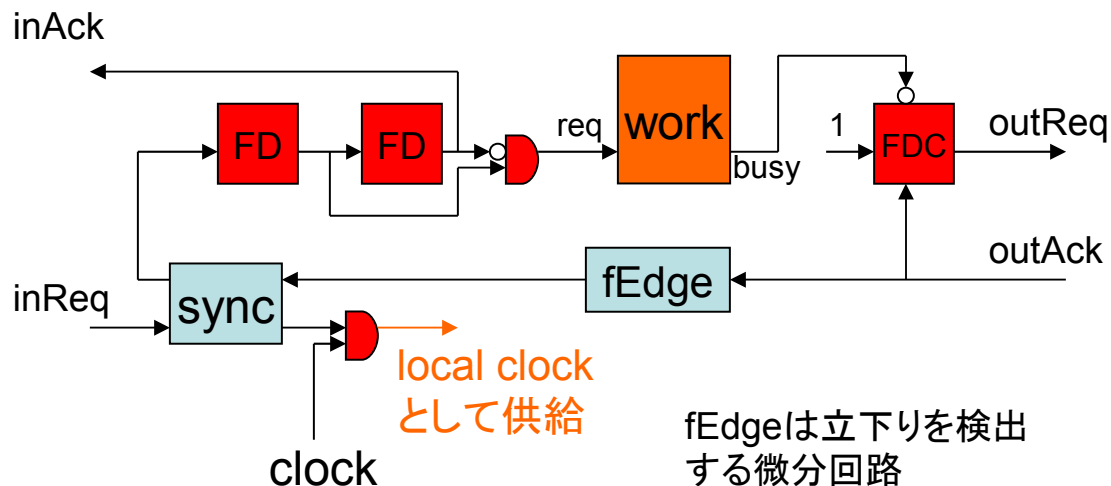 inAck
FD
FD
req
work
busy
1
FDC
outReq
inReq
sync
fEdge
outAck
local clock
として供給
clock
fEdgeは立下りを検出
する微分回路